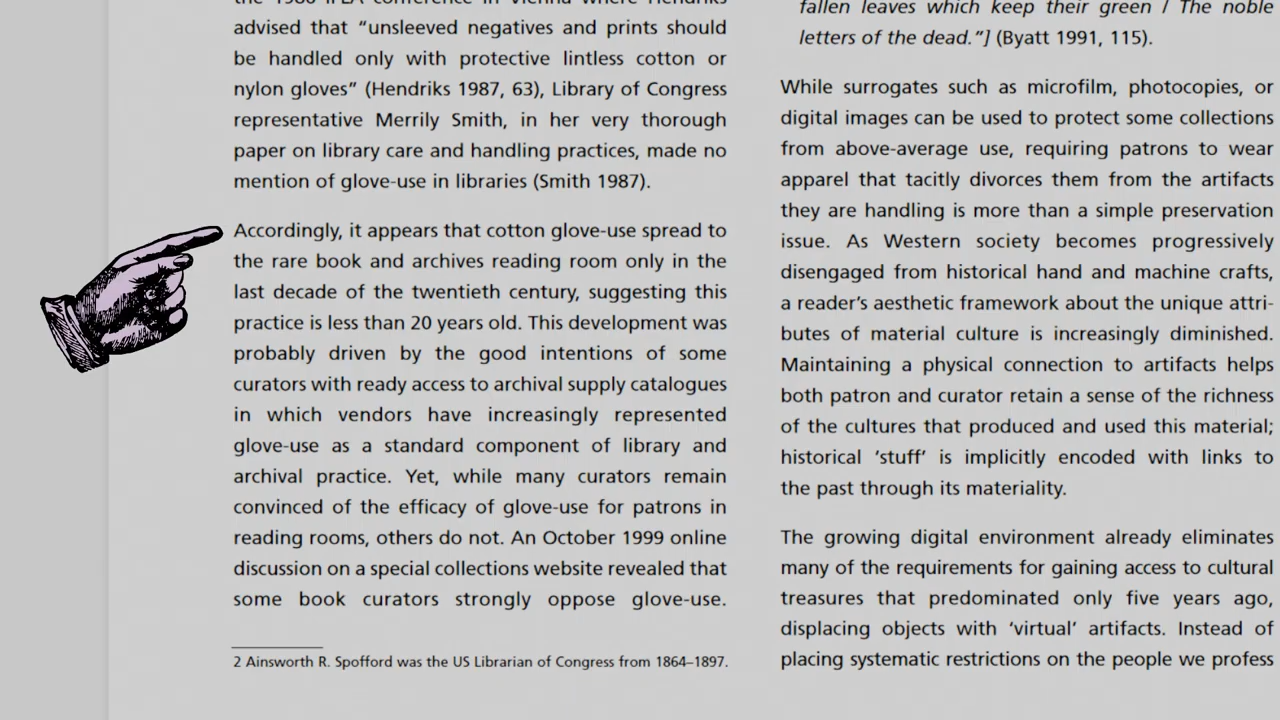 advised that “unsleeved negatives and prints should
be handled only with protective lintless cotton or
nylon gloves” (Hendriks 1987, 63), Library of Congress
representative Merrily Smith, in her very thorough
paper on library care and handling practices, made no
mention of glove-use in libraries (Smith 1987).
Accordingly, it appears that cotton glove-use spread to
the rare book and archives reading room only in the
last decade of the twentieth century, suggesting this
practice is less than 20 years old. This development was
probably driven by the good intentions of some
curators with ready access to archival supply catalogues
in which vendors have increasingly represented
glove-use as a standard component of library and
archival practice. Yet, while many curators remain
convinced of the efficacy of glove-use for patrons in
reading rooms, others do not. An October 1999 online
discussion on a special collections website revealed that
some book curators strongly oppose glove-use.
2 Ainsworth R. Spofford was the US Librarian of Congress from 1864–1897.
fallen leaves which keep their green / The noble
letters of the dead.”] (Byatt 1991, 115).
While surrogates such as microfilm, photocopies, or
digital images can be used to protect some collections
from above-average use, requiring patrons to wear
apparel that tacitly divorces them from the artifacts
they are handling is more than a simple preservation
issue. As Western society becomes progressively
disengaged from historical hand and machine crafts,
a reader’s aesthetic framework about the unique attri-
butes of material culture is increasingly diminished.
Maintaining a physical connection to artifacts helps
both patron and curator retain a sense of the richness
of the cultures that produced and used this material;
historical ‘stuff’ is implicitly encoded with links to
the past through its materiality.
The growing digital environment already eliminates
many of the requirements for gaining access to cultural
treasures that predominated only five years ago,
displacing objects with ‘virtual’ artifacts. Instead of
placing systematic restrictions on the people we profess